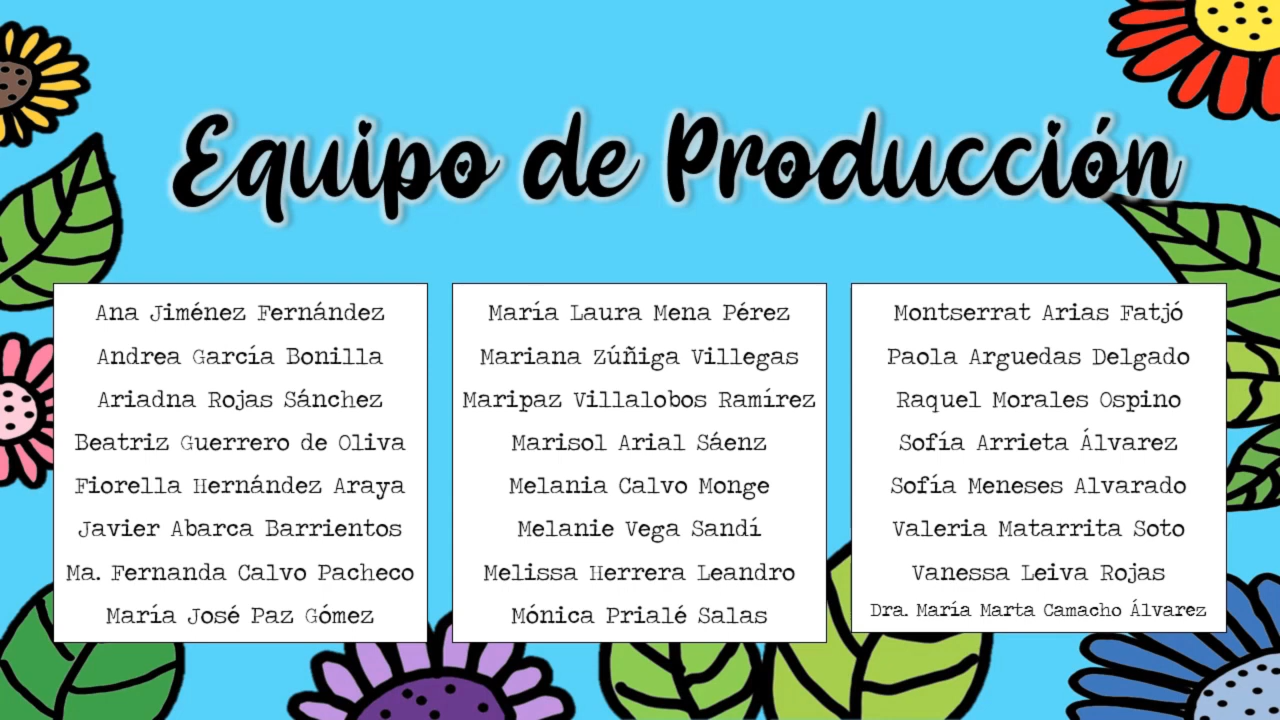 Equipo de Producción
Ana Jiménez Fernández
Andrea García Bonilla
Ariadna Rojas Sánchez
Beatriz Guerrero de Oliva
Fiorella Hernández Araya
Javier Abarca Barrientos
Ma. Fernanda Calvo Pacheco
María José Paz Gómez
María Laura Mena Pérez
Mariana Zúñiga Villegas
Maripaz Villalobos Ramírez
Marisol Arial Sáenz
Melania Calvo Monge
Melanie Vega Sandí
Melissa Herrera Leandro
Mónica Prialé Salas
Montserrat Arias Fatjó
Paola Arguedas Delgado
Raquel Morales Ospino
Sofía Arrieta Álvarez
Sofía Meneses Alvarado
Valeria Matarrita Soto
Vanessa Leiva Rojas
Dra. María Marta Camacho Álvarez